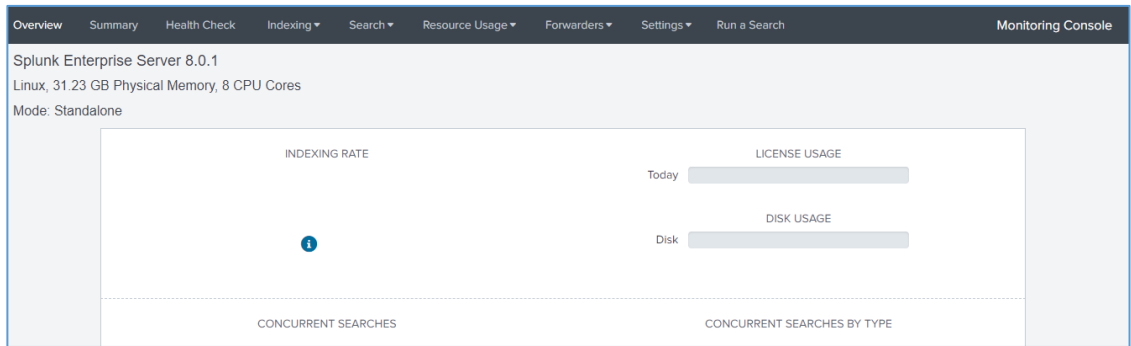 Overview Summary Health Check Indexing Search Resource Usage Forwarders Settings Run a Search Monitoring Console
Splunk Enterprise Server 8.0.1
Linux, 31.23 GB Physical Memory, 8 CPU Cores
Mode: Standalone
INDEXING RATE
LICENSE USAGE
Today
DISK USAGE
Disk
CONCURRENT SEARCHES
CONCURRENT SEARCHES BY TYPE